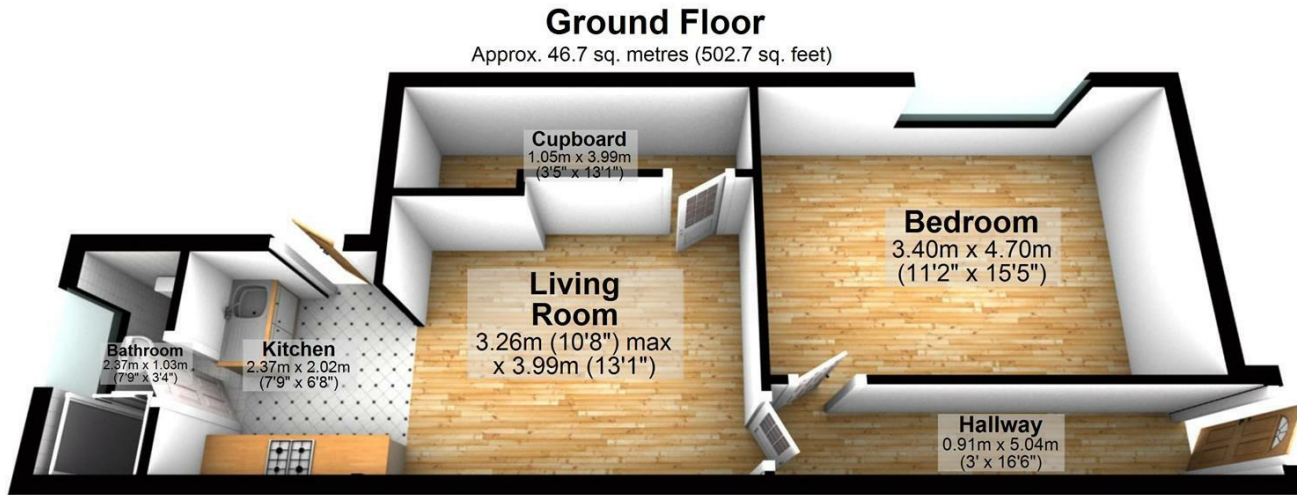 Ground Floor
Approx. 46.7 sq. metres (502.7 sq. feet)
Cupboard
1.05m x 3.99m
(3'5" x 13'1")
Bedroom
3.40m x 4.70m
(11'2" x 15'5")
Living
Room
3.26m (10'8") max
x 3.99m (13'1")
Bathroom
2.37m x 1.03m
(7'9" x 3'4")
Kitchen
2.37m x 2.02m
(7'9" x 6'8")
Hallway
0.91m x 5.04m
(3' x 16'6")